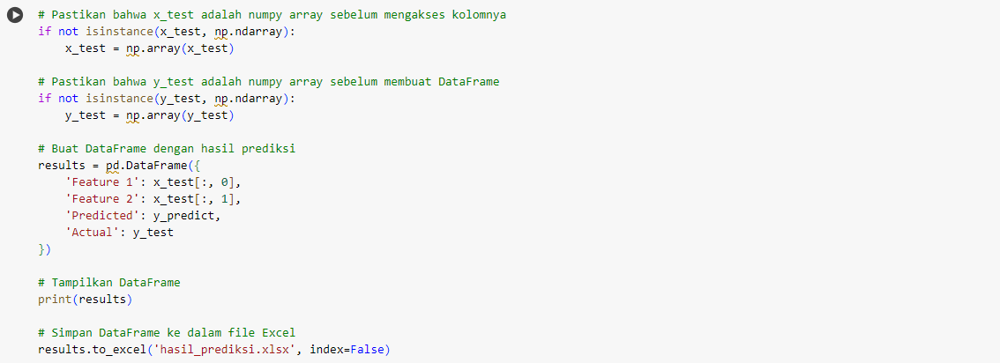 # Pastikan bahwa x_test adalah numpy array sebelum mengakses kolomnya
if not isinstance(x_test, np.ndarray):
    x_test = np.array(x_test)

# Pastikan bahwa y_test adalah numpy array sebelum membuat DataFrame
if not isinstance(y_test, np.ndarray):
    y_test = np.array(y_test)

# Buat DataFrame dengan hasil prediksi
results = pd.DataFrame({
    'Feature 1': x_test[:, 0],
    'Feature 2': x_test[:, 1],
    'Predicted': y_predict,
    'Actual': y_test
})

# Tampilkan DataFrame
print(results)

# Simpan DataFrame ke dalam file Excel
results.to_excel('hasil_prediksi.xlsx', index=False)